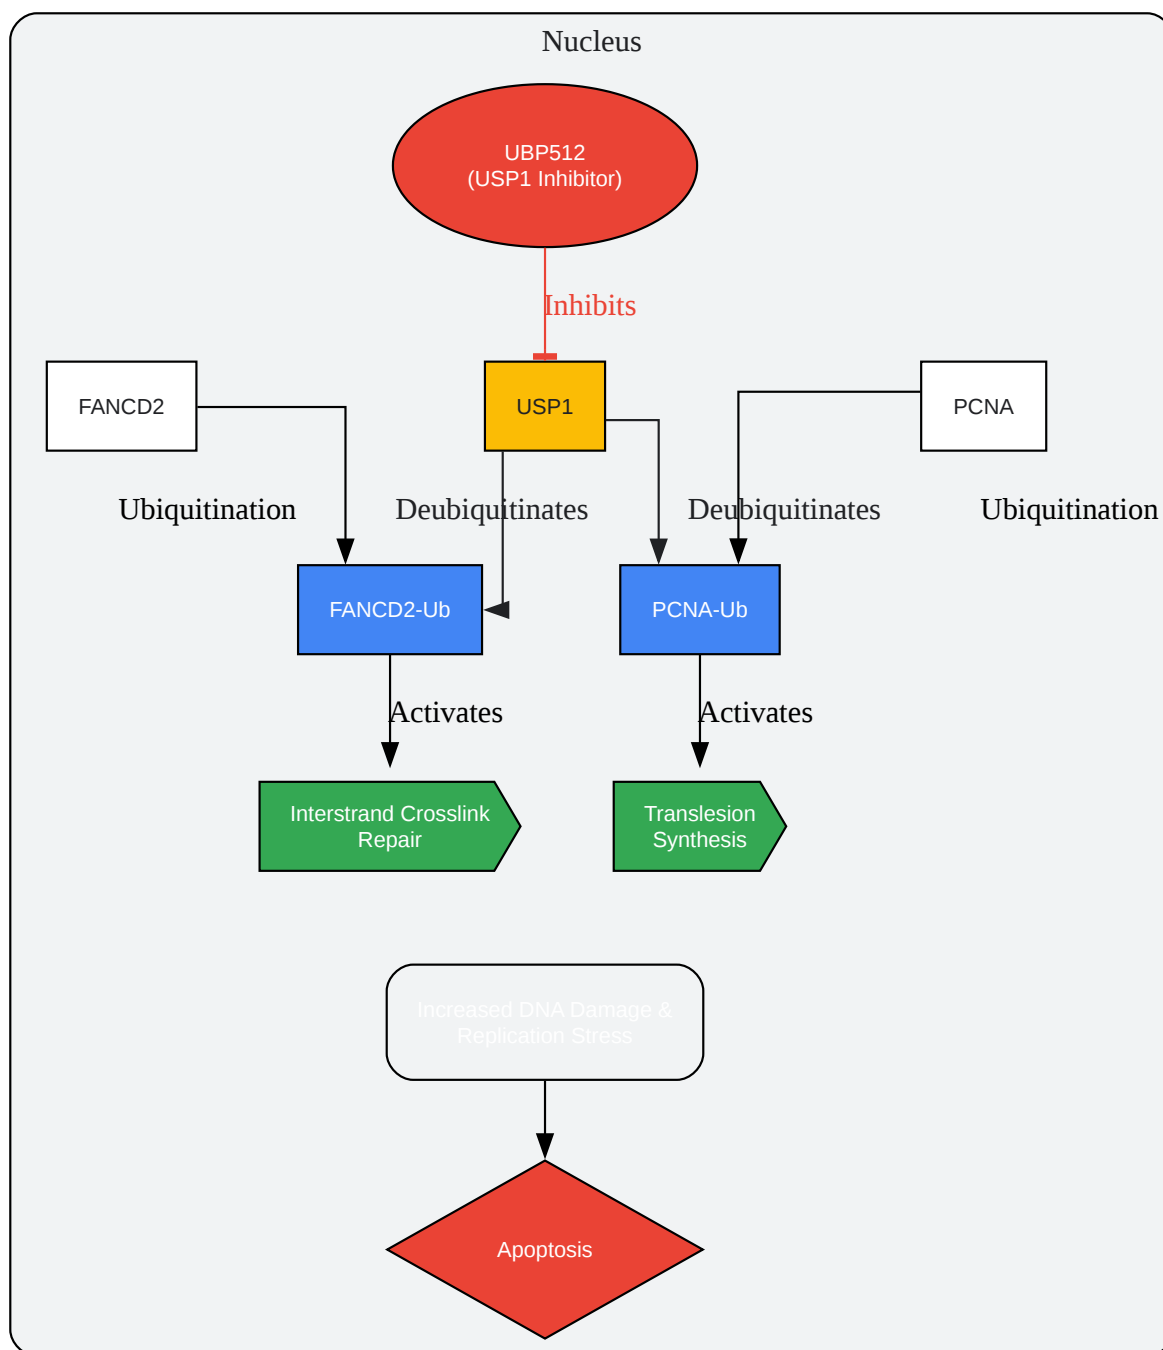 Nucleus
UBP512
(USP1 Inhibitor)
Inhibits
FANCD2
USP1
PCNA
Ubiquitination
Deubiquitinates
Deubiquitinates
Ubiquitination
FANCD2-Ub
PCNA-Ub
Activates
Activates
Interstrand Crosslink
Repair
Translesion
Synthesis
Increased DNA Damage &
Replication Stress
Apoptosis